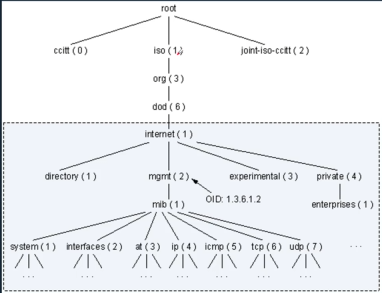 root
ccitt ( 0 ) iso ( 1 ) joint-iso-ccitt ( 2 )
org ( 3 )
dod ( 6 )
internet ( 1 )
directory ( 1 ) mgmt ( 2 ) experimental ( 3 ) private ( 4 )
OID: 1.3.6.1.2
mib ( 1 ) enterprises ( 1 )
system ( 1 ) interfaces ( 2 ) at ( 3 ) ip ( 4 ) icmp ( 5 ) tcp ( 6 ) udp ( 7 ) . . .
. . . . . . . . . . . . . . . . . . . . .